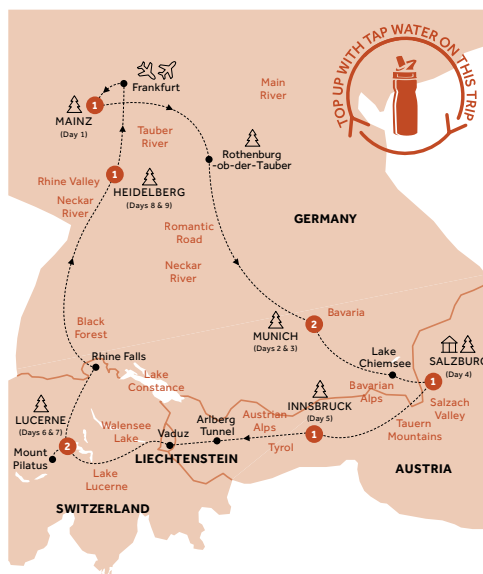 TOP UP WITH TAP WATER ON THIS TRIP
Frankfurt
Main
River
1
MAINZ
(Day 1)
Tauber
River
Rothenburg
-ob-der-Tauber
Rhine Valley
1
HEIDELBERG
(Days 8 & 9)
Neckar
River
GERMANY
Romantic
Road
Neckar
River
Bavaria
2
MUNICH
(Days 2 & 3)
Black
Forest
Rhine Falls
Lake
Chiemsee
SALZBURG
(Day 4)
1
Lake
Constance
Bavarian
Alps
Salzach
Valley
INNSBRUCK
(Day 5)
1
LUCERNE
(Days 6 & 7)
2
Walensee
Lake
Vaduz
Arlberg
Tunnel
Austrian
Alps
Tauern
Mountains
Mount
Pilatus
LIECHTENSTEIN
Tyrol
Lake
Lucerne
AUSTRIA
SWITZERLAND